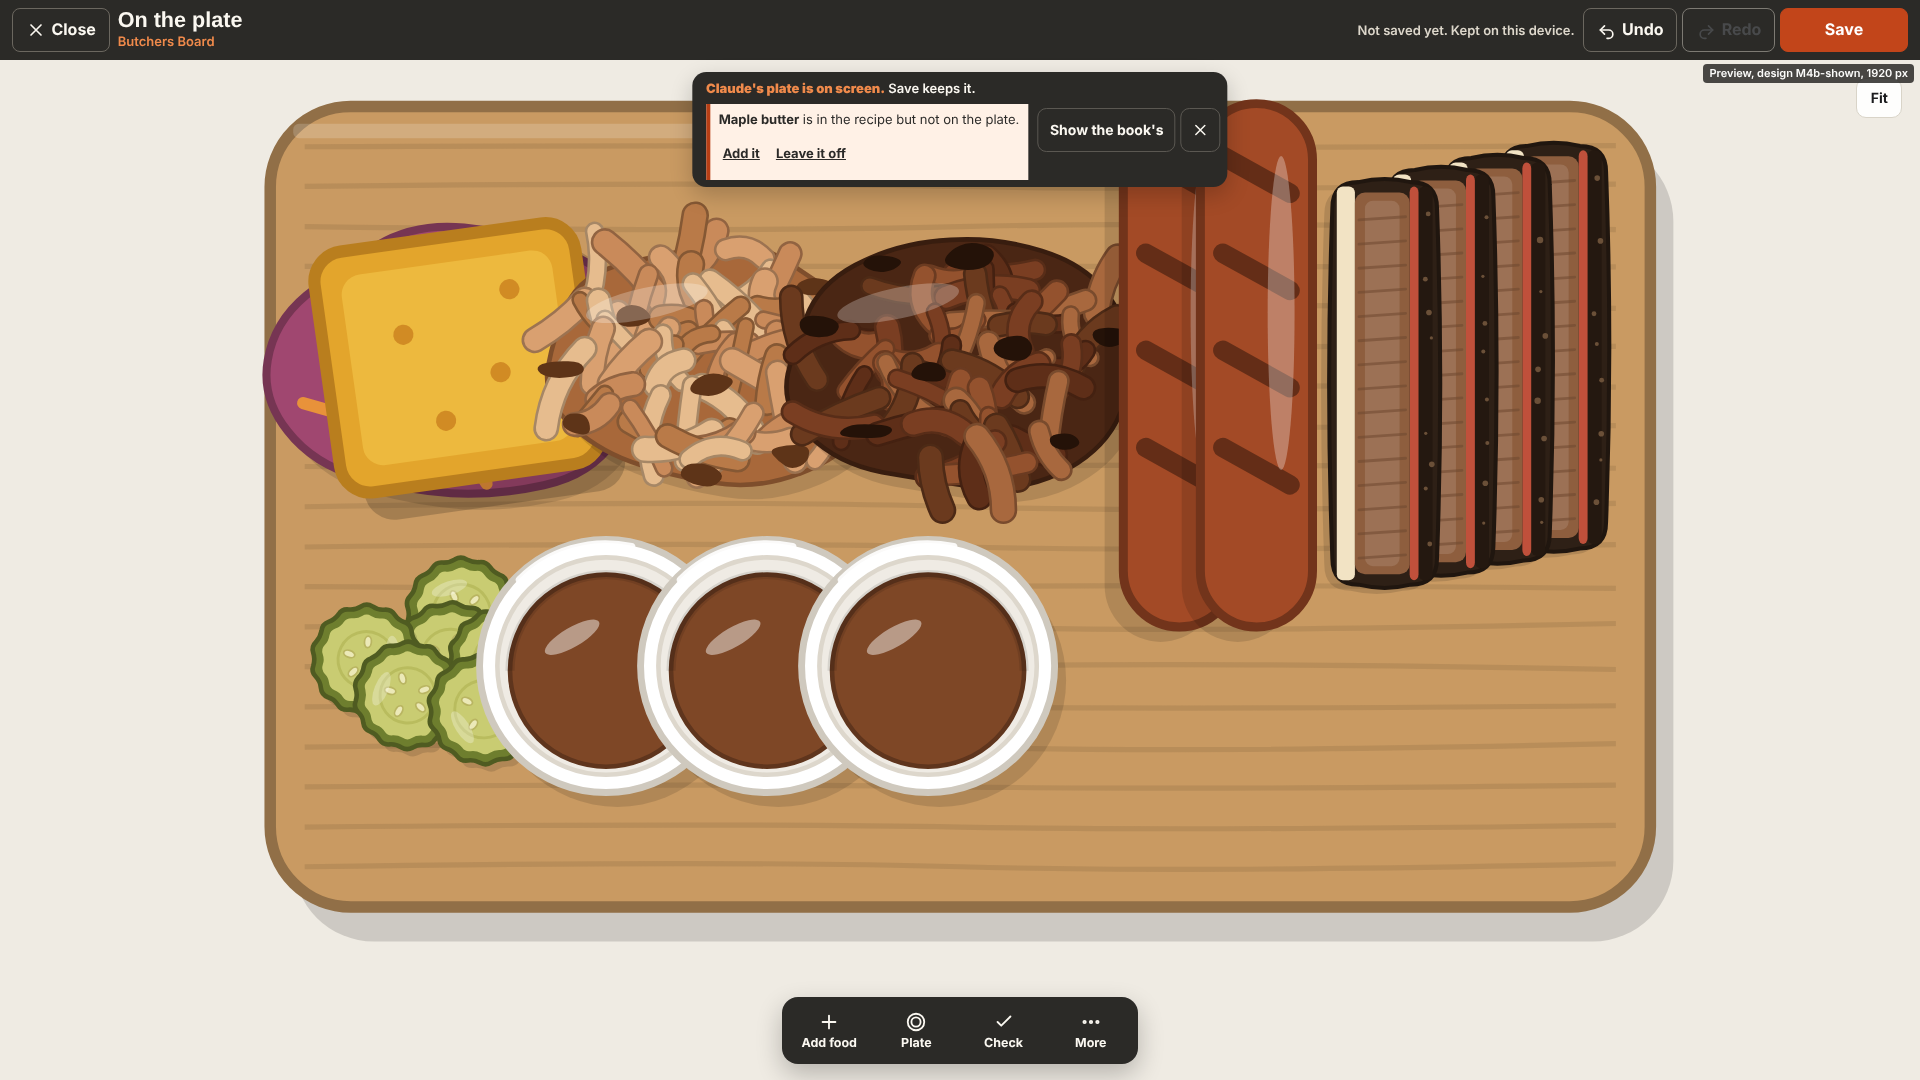 Close
On the plate
Butchers Board
Not saved yet. Kept on this device.
Undo
Redo
Save
Preview, design M4b-shown, 1920 px
Fit
Claude's plate is on screen. Save keeps it.
Maple butter is in the recipe but not on the plate.
Add it Leave it off
Show the book's
Add food
Plate
Check
More